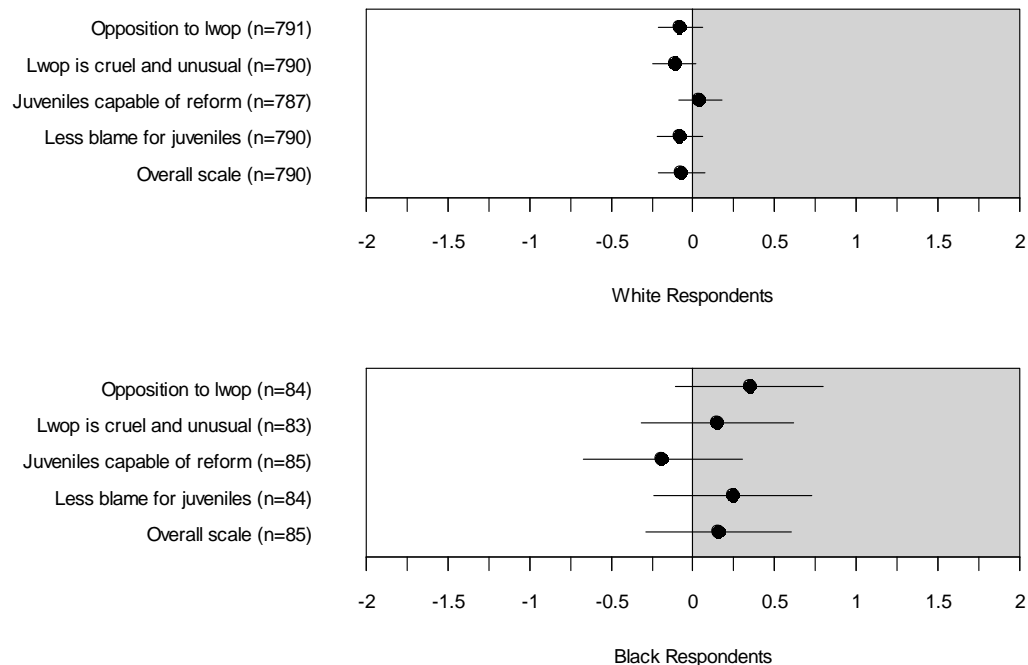 Opposition to lwop (n=791)
Lwop is cruel and unusual (n=790)
Juveniles capable of reform (n=787)
Less blame for juveniles (n=790)
Overall scale (n=790)
-2 -1.5 -1 -0.5 0 0.5 1 1.5 2
White Respondents
Opposition to lwop (n=84)
Lwop is cruel and unusual (n=83)
Juveniles capable of reform (n=85)
Less blame for juveniles (n=84)
Overall scale (n=85)
-2 -1.5 -1 -0.5 0 0.5 1 1.5 2
Black Respondents